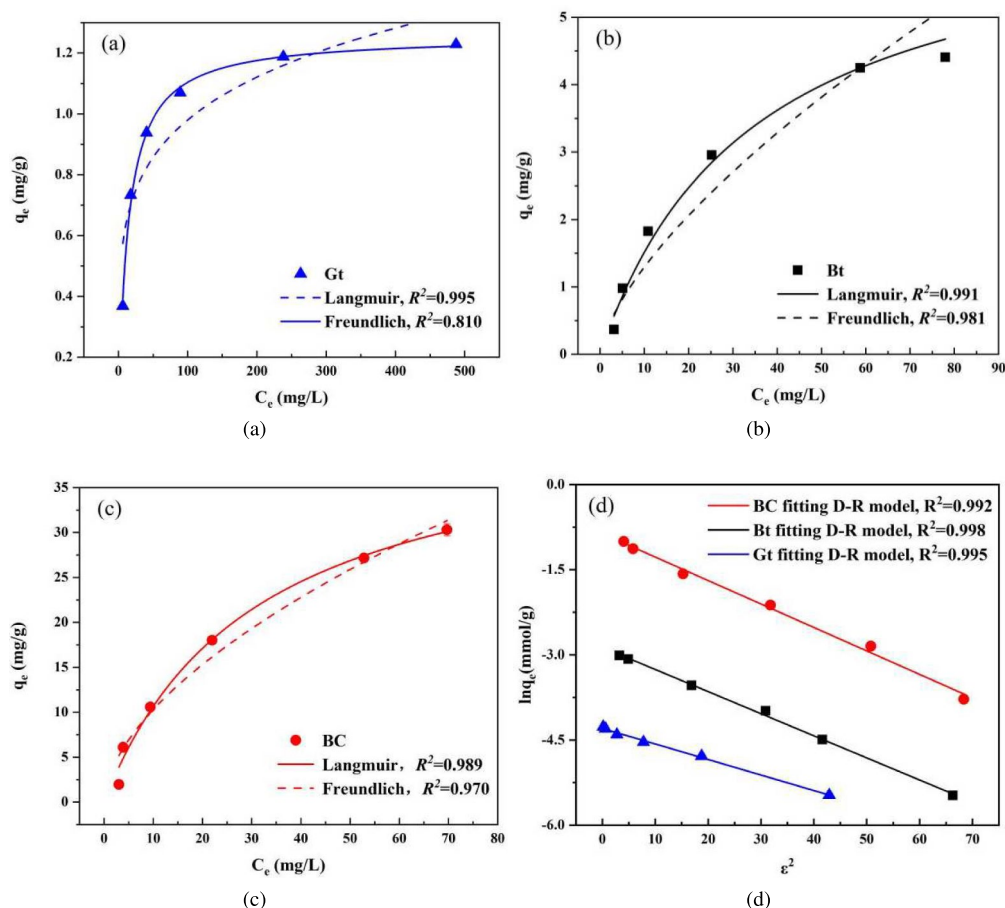 (a)
1.2
1.0
0.8
0.6
0.4
0.2
qe (mg/g)
Gt
Langmuir, R²=0.995
Freundlich, R²=0.810
0 100 200 300 400 500
Ce (mg/L)
(a)
(b)
5
4
3
2
1
0
qe (mg/g)
Bt
Langmuir, R²=0.991
Freundlich, R²=0.981
0 10 20 30 40 50 60 70 80 90
Ce (mg/L)
(b)
(c)
35
30
25
20
15
10
5
0
qe (mg/g)
BC
Langmuir，R²=0.989
Freundlich，R²=0.970
0 10 20 30 40 50 60 70 80
Ce (mg/L)
(c)
(d)
0.0
-1.5
-3.0
-4.5
-6.0
lnqe(mmol/g)
BC fitting D-R model, R²=0.992
Bt fitting D-R model, R²=0.998
Gt fitting D-R model, R²=0.995
0 10 20 30 40 50 60 70
ε²
(d)